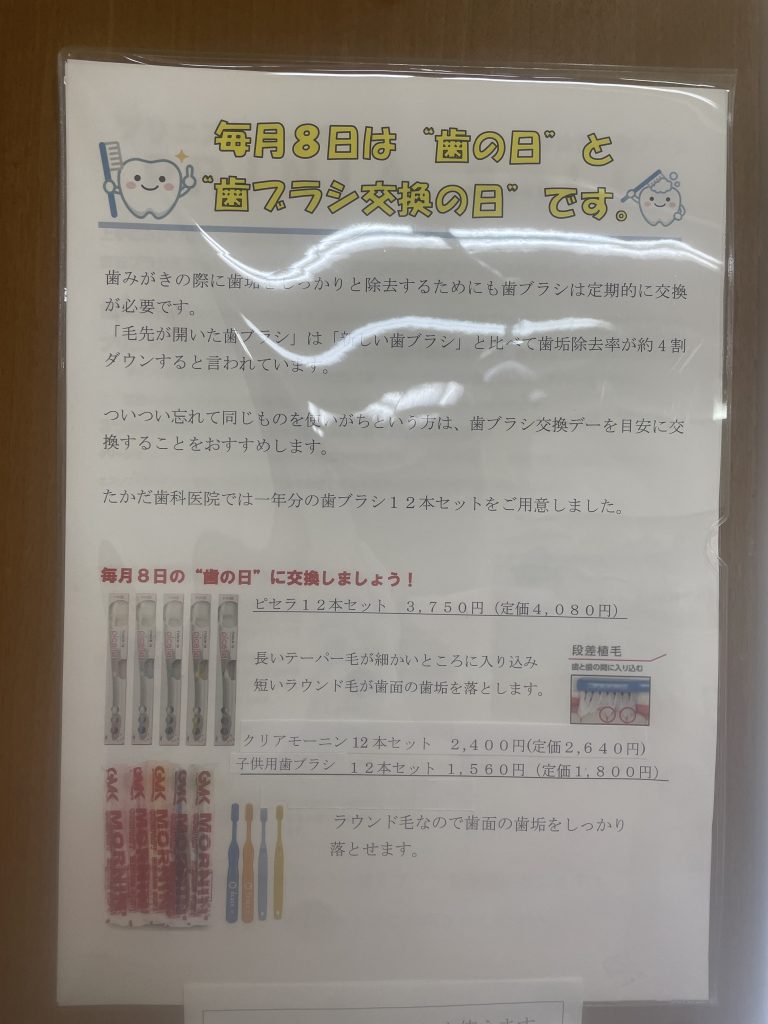 毎月８日は“歯の日”と
“歯ブラシ交換の日”です。
歯みがきの際に歯垢をしっかりと除去するためにも歯ブラシは定期的に交換
が必要です。
「毛先が開いた歯ブラシ」は「新しい歯ブラシ」と比べて歯垢除去率が約４割
ダウンすると言われています。
ついつい忘れて同じものを使いがちという方は、歯ブラシ交換デーを目安に交
換することをおすすめします。
たかだ歯科医院では一年分の歯ブラシ１２本セットをご用意しました。
毎月８日の“歯の日”に交換しましょう！
ピセラ１２本セット　３,７５０円（定価４,０８０円）
長いテーパー毛が細かいところに入り込み
短いラウンド毛が歯面の歯垢を落とします。
段差植毛
歯と歯の間に入り込む
クリアモーニン12本セット　２,４００円(定価２,６４０円)
子供用歯ブラシ　１２本セット １,５６０円（定価１,８００円）
GMK MORNIN
ラウンド毛なので歯面の歯垢をしっかり
落とせます。